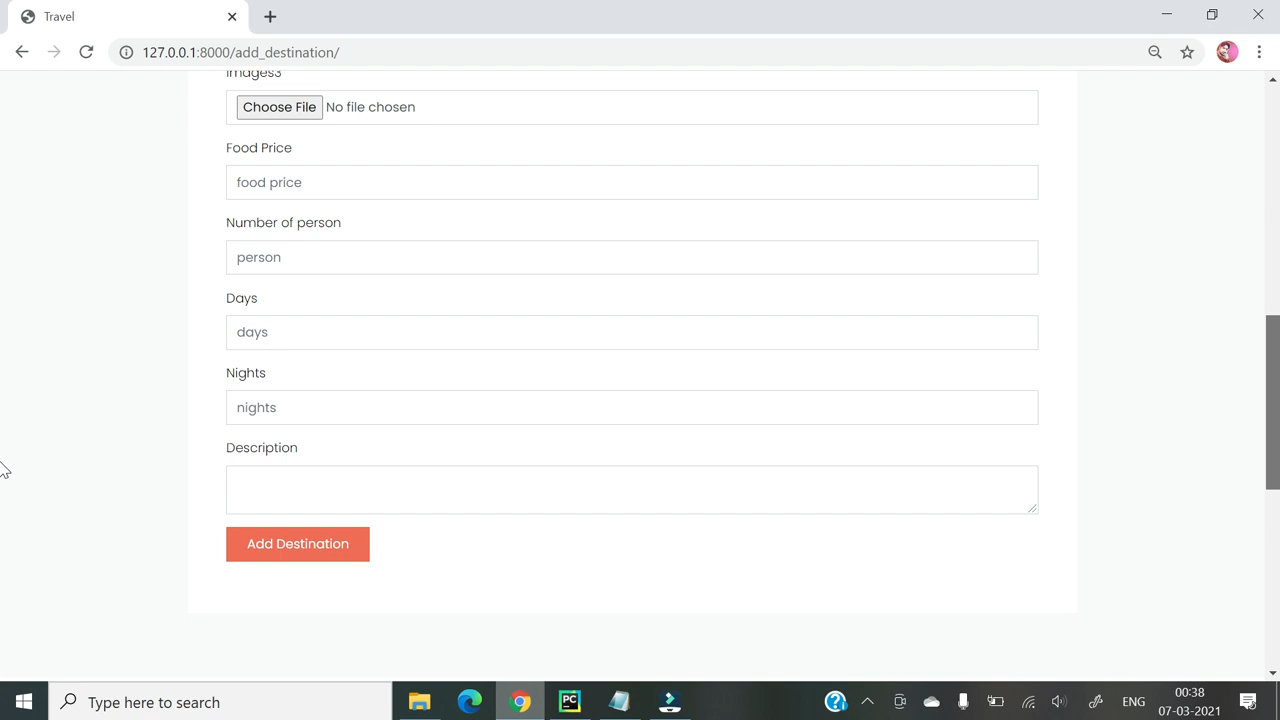 Travel
127.0.0.1:8000/add_destination/
Images3
Choose File No file chosen
Food Price
food price
Number of person
person
Days
days
Nights
nights
Description
Add Destination
Type here to search
PC
ENG
00:38
07-03-2021